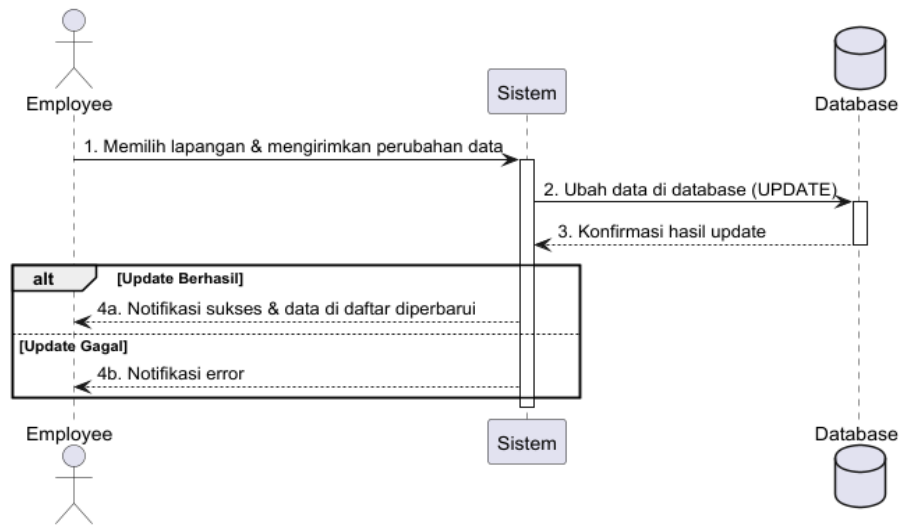 Employee
Sistem
Database
1. Memilih lapangan & mengirimkan perubahan data
2. Ubah data di database (UPDATE)
3. Konfirmasi hasil update
alt
[Update Berhasil]
4a. Notifikasi sukses & data di daftar diperbarui
[Update Gagal]
4b. Notifikasi error
Employee
Sistem
Database